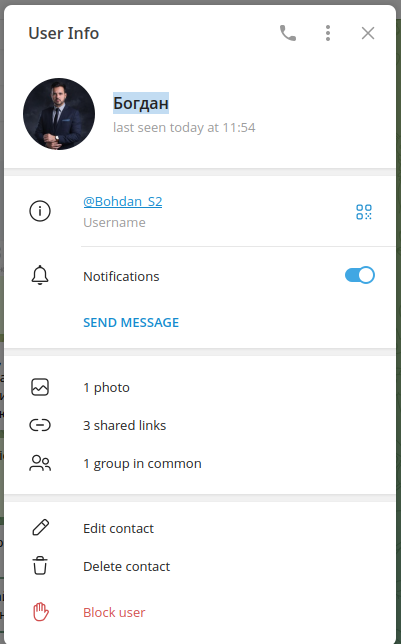 User Info
Богдан
last seen today at 11:54
@Bohdan_S2
Username
Notifications
SEND MESSAGE
1 photo
3 shared links
1 group in common
Edit contact
Delete contact
Block user